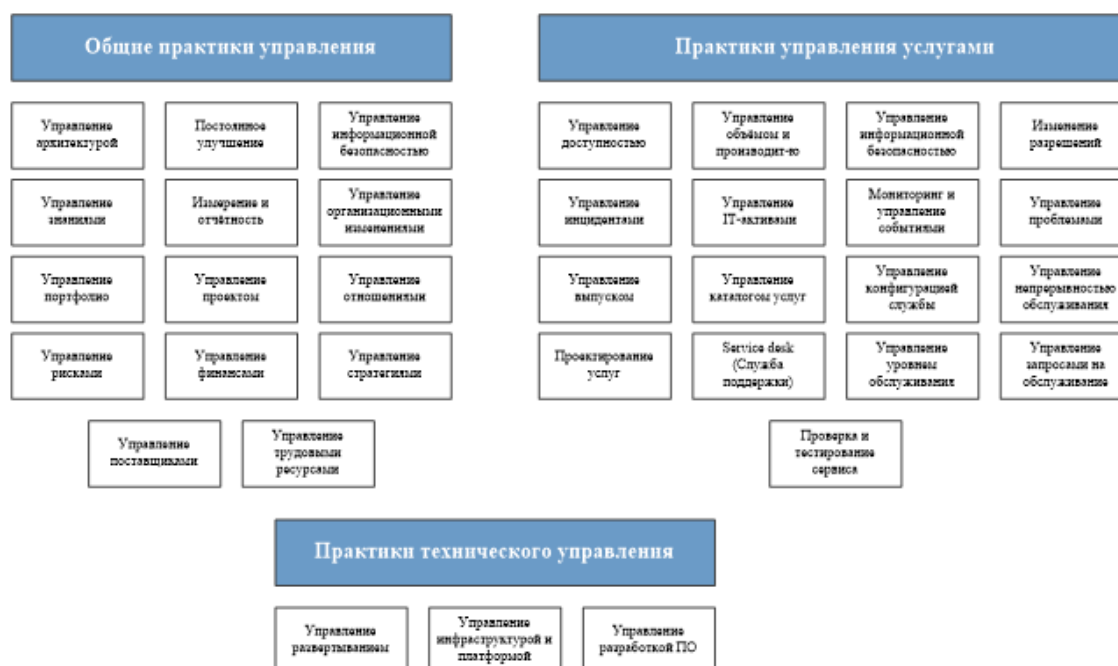 Общие практики управления
Управление
архитектурой
Постоянное
улучшение
Управление
информационной
безопасностью
Управление
знаниями
Измерение и
отчётность
Управление
организационными
изменениями
Управление
портфолио
Управление
проектом
Управление
отношениями
Управление
рисками
Управление
финансами
Управление
стратегиями
Управление
поставщиками
Управление
трудовыми
ресурсами
Практики управления услугами
Управление
доступностью
Управление
объёмом и
производит-ю
Управление
информационной
безопасностью
Изменение
разрешений
Управление
инцидентами
Управление
IT-активами
Мониторинг и
управление
событиями
Управление
проблемами
Управление
выпуском
Управление
каталогом услуг
Управление
конфигурацией
службы
Управление
непрерывностью
обслуживания
Проектирование
услуг
Service desk
(Служба
поддержки)
Управление
уровнем
обслуживания
Управление
запросами на
обслуживание
Проверка и
тестирование
сервиса
Практики технического управления
Управление
развертыванием
Управление
инфраструктурой и
платформой
Управление
разработкой ПО